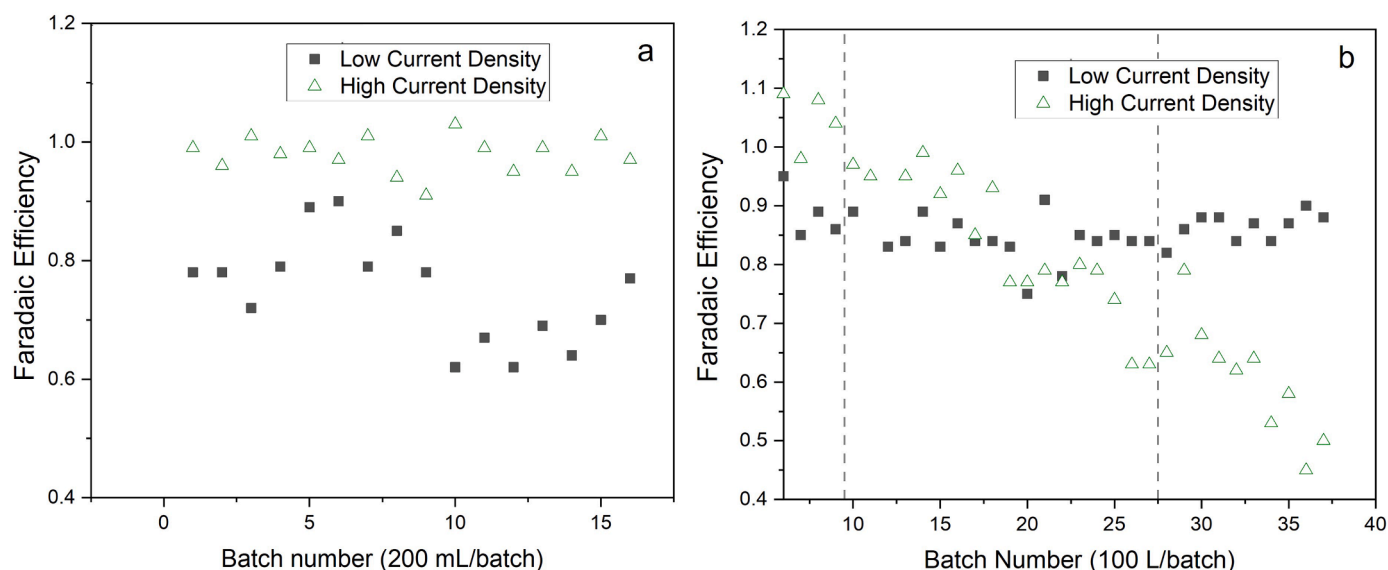 a
Low Current Density
High Current Density
1.2
1.0
0.8
0.6
0.4
Faradaic Efficiency
0
5
10
15
Batch number (200 mL/batch)
b
Low Current Density
High Current Density
1.2
1.1
1.0
0.9
0.8
0.7
0.6
0.5
0.4
Faradaic Efficiency
10
15
20
25
30
35
40
Batch Number (100 L/batch)